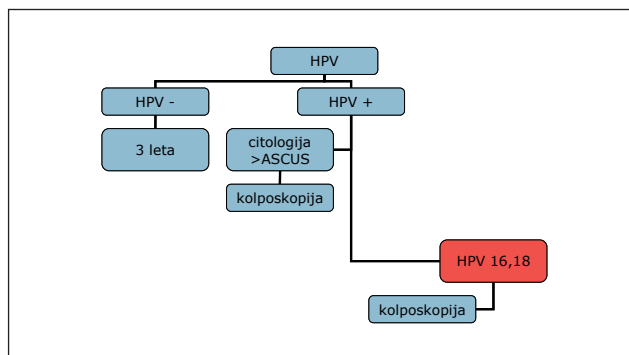 HPV
HPV -
HPV +
3 leta
citologija
>ASCUS
kolposkopija
HPV 16,18
kolposkopija